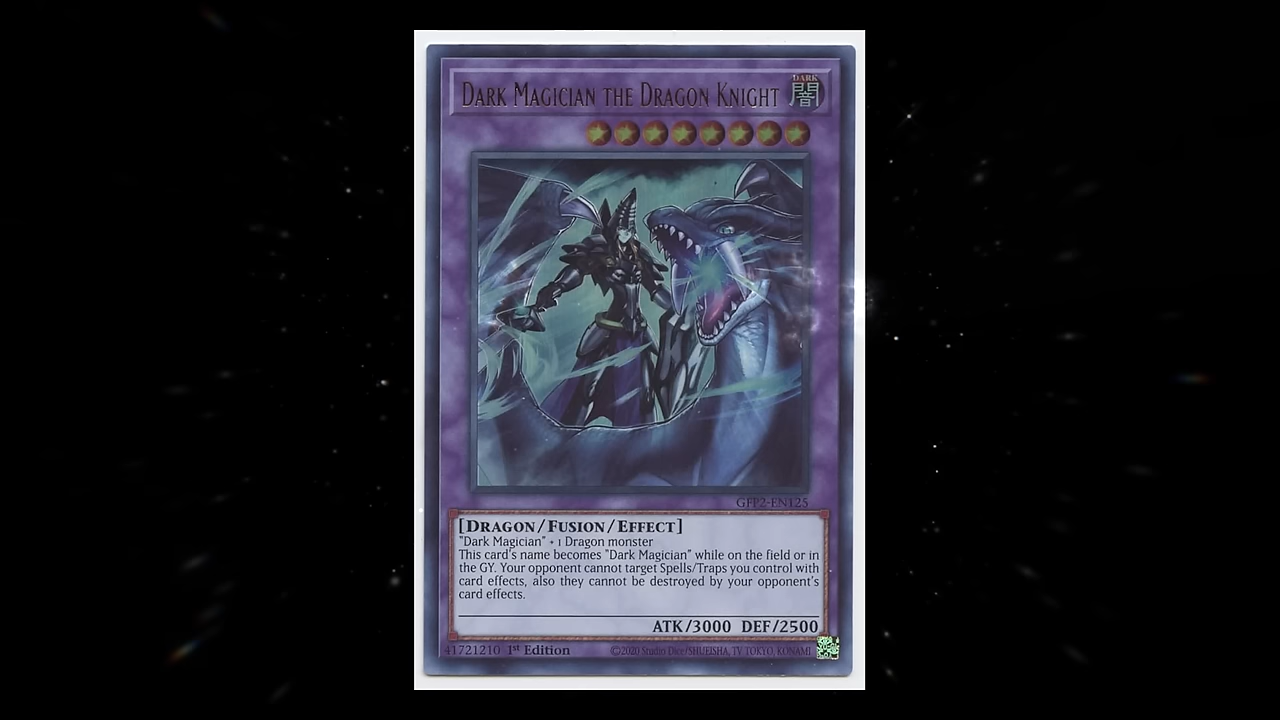 DARK MAGICIAN THE DRAGON KNIGHT
DARK
闇
GFP2-EN125
[DRAGON/FUSION/EFFECT]
"Dark Magician" + 1 Dragon monster
This card's name becomes "Dark Magician" while on the field or in
the GY. Your opponent cannot target Spells/Traps you control with
card effects, also they cannot be destroyed by your opponent's
card effects.
ATK/3000 DEF/2500
41721210 1st Edition ©2020 Studio Dice/SHUEISHA, TV TOKYO, KONAMI